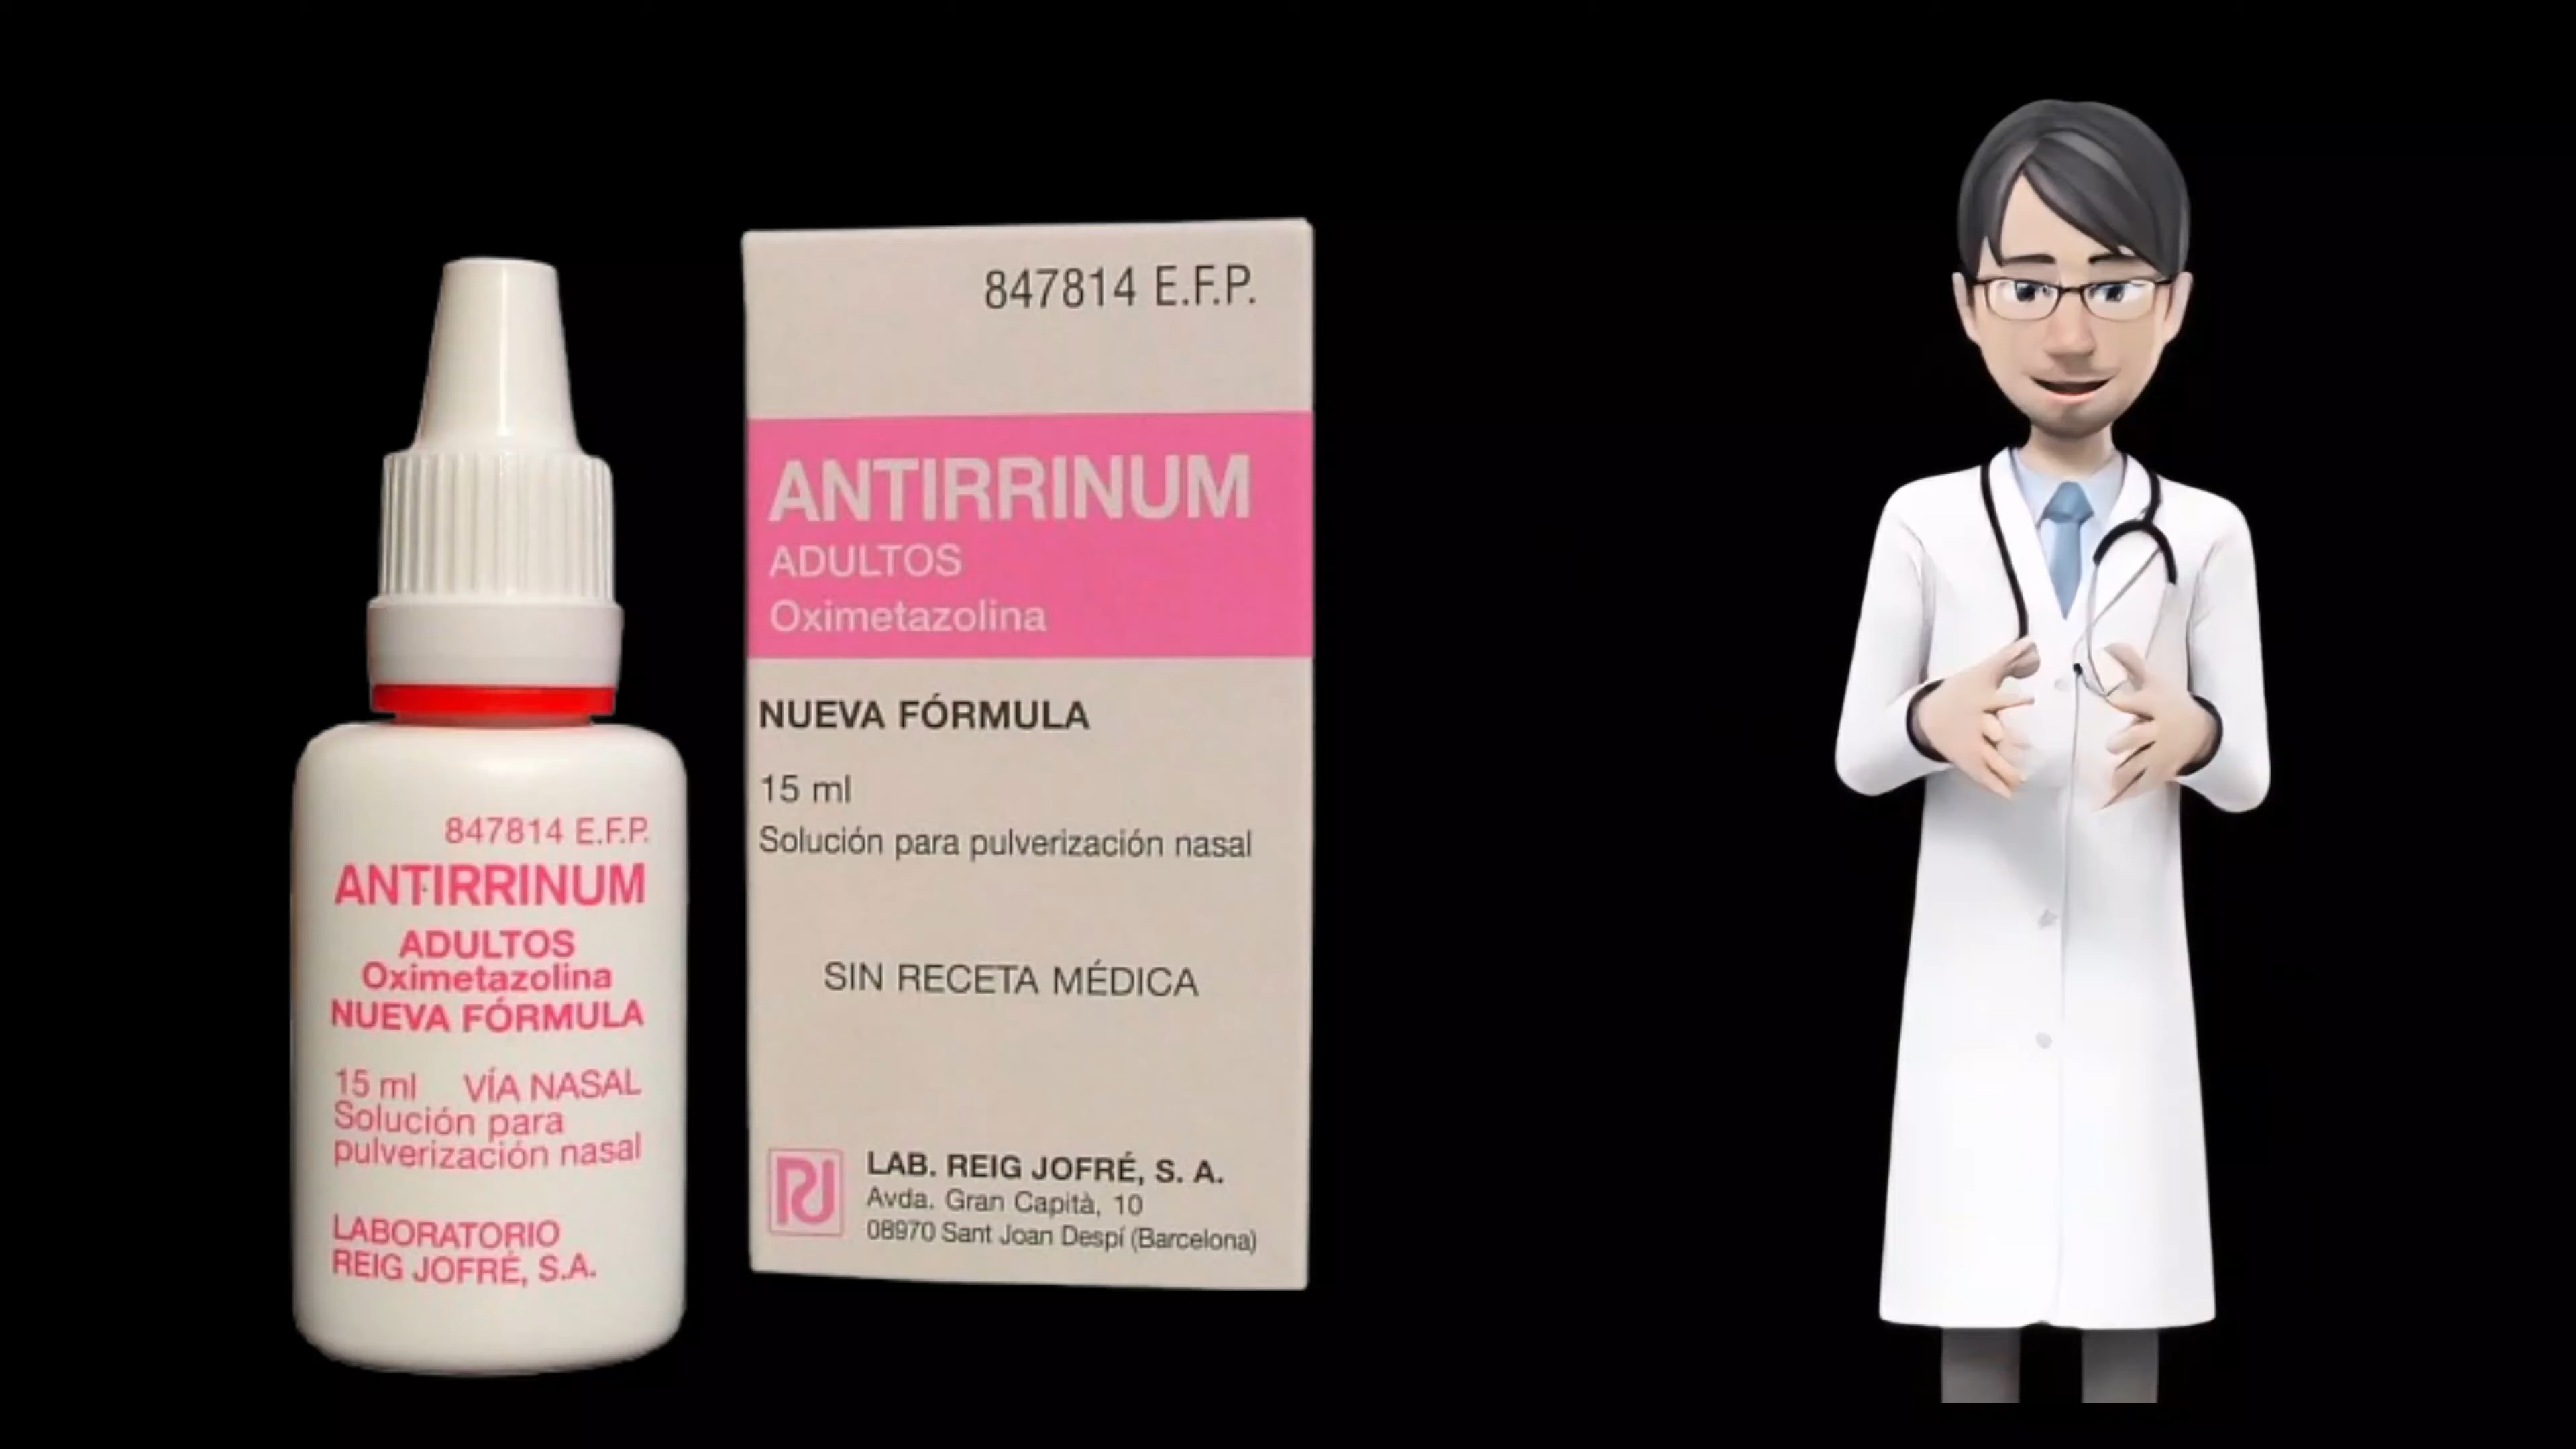 847814 E.F.P.
ANTIRRINUM
ADULTOS
Oximetazolina
NUEVA FÓRMULA
15 ml VÍA NASAL
Solución para
pulverización nasal
LABORATORIO
REIG JOFRÉ, S.A.
847814 E.F.P.
ANTIRRINUM
ADULTOS
Oximetazolina
NUEVA FÓRMULA
15 ml
Solución para pulverización nasal
SIN RECETA MÉDICA
RJ
LAB. REIG JOFRÉ, S. A.
Avda. Gran Capità, 10
08970 Sant Joan Despí (Barcelona)